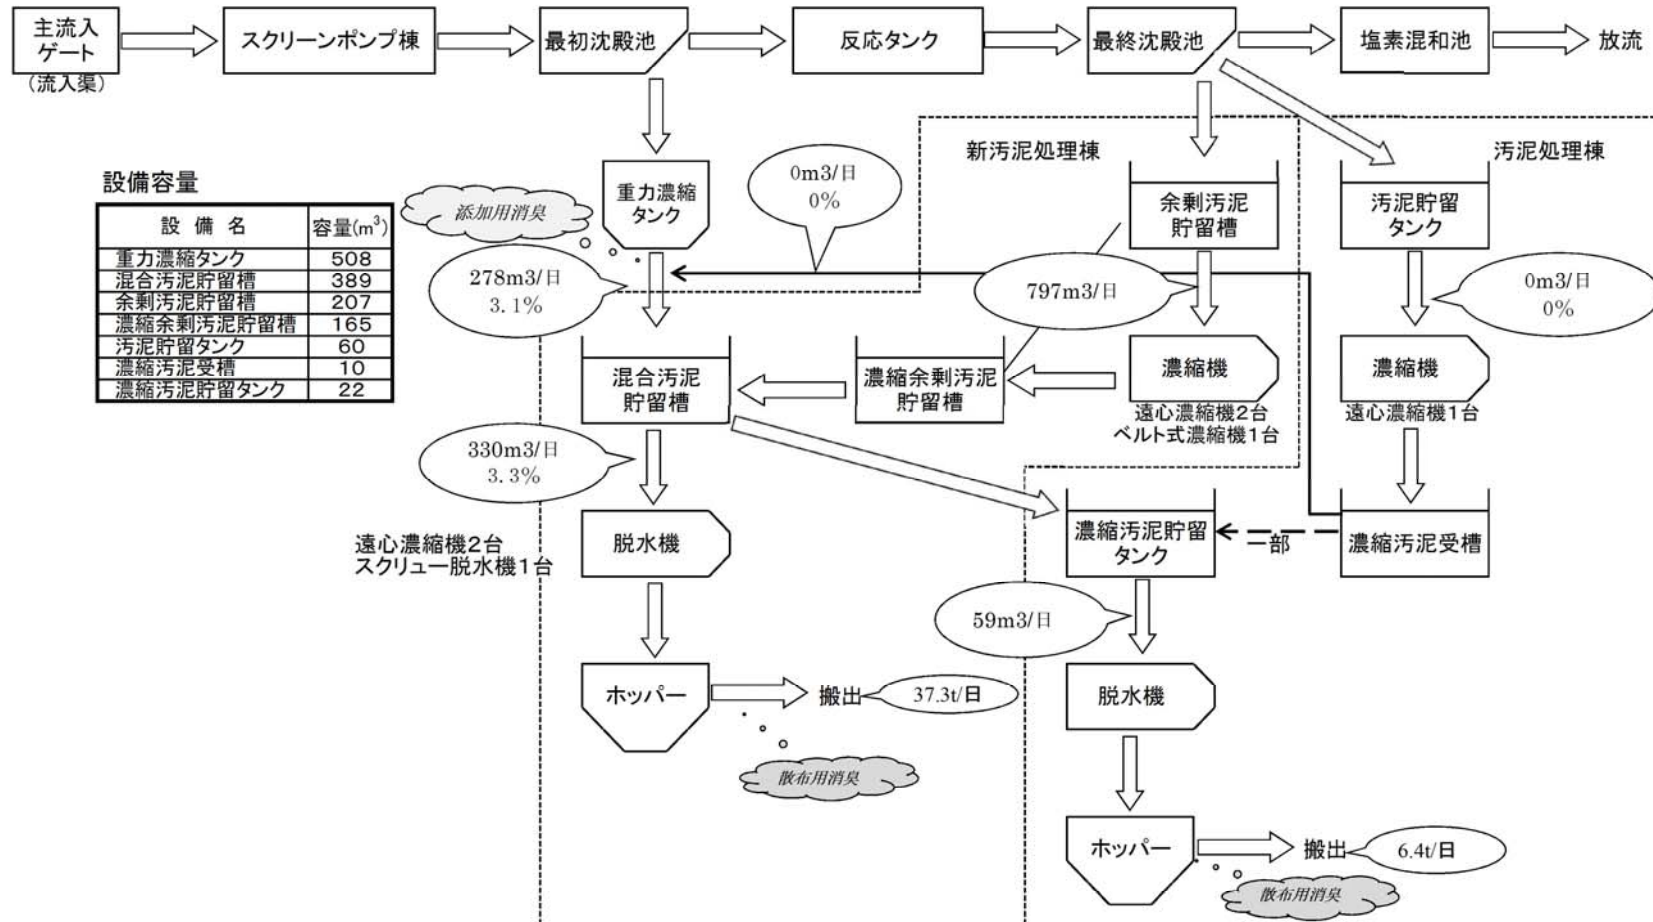 主流入
ゲート
(流入渠)
スクリーンポンプ棟
最初沈殿池
反応タンク
最終沈殿池
塩素混和池
放流
新汚泥処理棟
汚泥処理棟
設備容量
設 備 名
容量(m³)
重力濃縮タンク
508
混合汚泥貯留槽
389
余剰汚泥貯留槽
207
濃縮余剰汚泥貯留槽
165
汚泥貯留タンク
60
濃縮汚泥受槽
10
濃縮汚泥貯留タンク
22
添加用消臭
重力濃縮
タンク
0m3/日
0%
余剰汚泥
貯留槽
汚泥貯留
タンク
278m3/日
3.1%
797m3/日
0m3/日
0%
混合汚泥
貯留槽
濃縮余剰汚泥
貯留槽
濃縮機
遠心濃縮機2台
ベルト式濃縮機1台
濃縮機
遠心濃縮機1台
330m3/日
3.3%
遠心濃縮機2台
スクリュー脱水機1台
脱水機
濃縮汚泥貯留
タンク
一部
濃縮汚泥受槽
59m3/日
ホッパー
搬出
37.3t/日
散布用消臭
脱水機
ホッパー
搬出
6.4t/日
散布用消臭